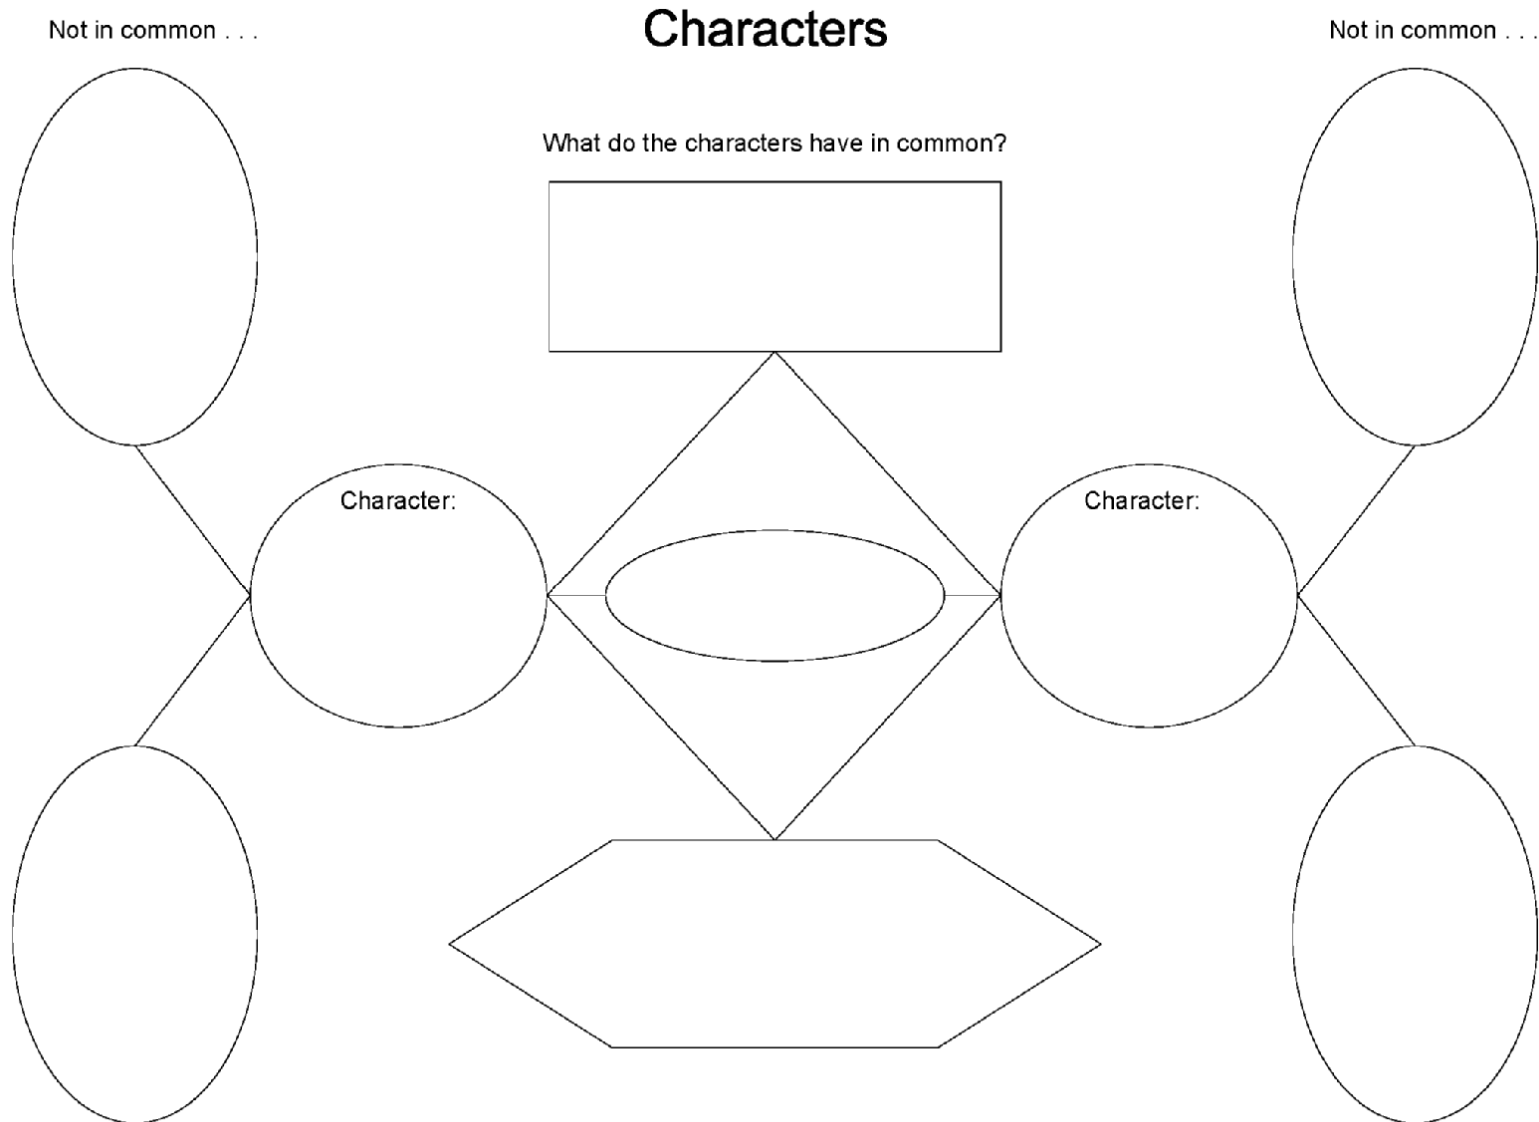 Characters
Not in common . . .
Not in common . . .
What do the characters have in common?
Character:
Character: